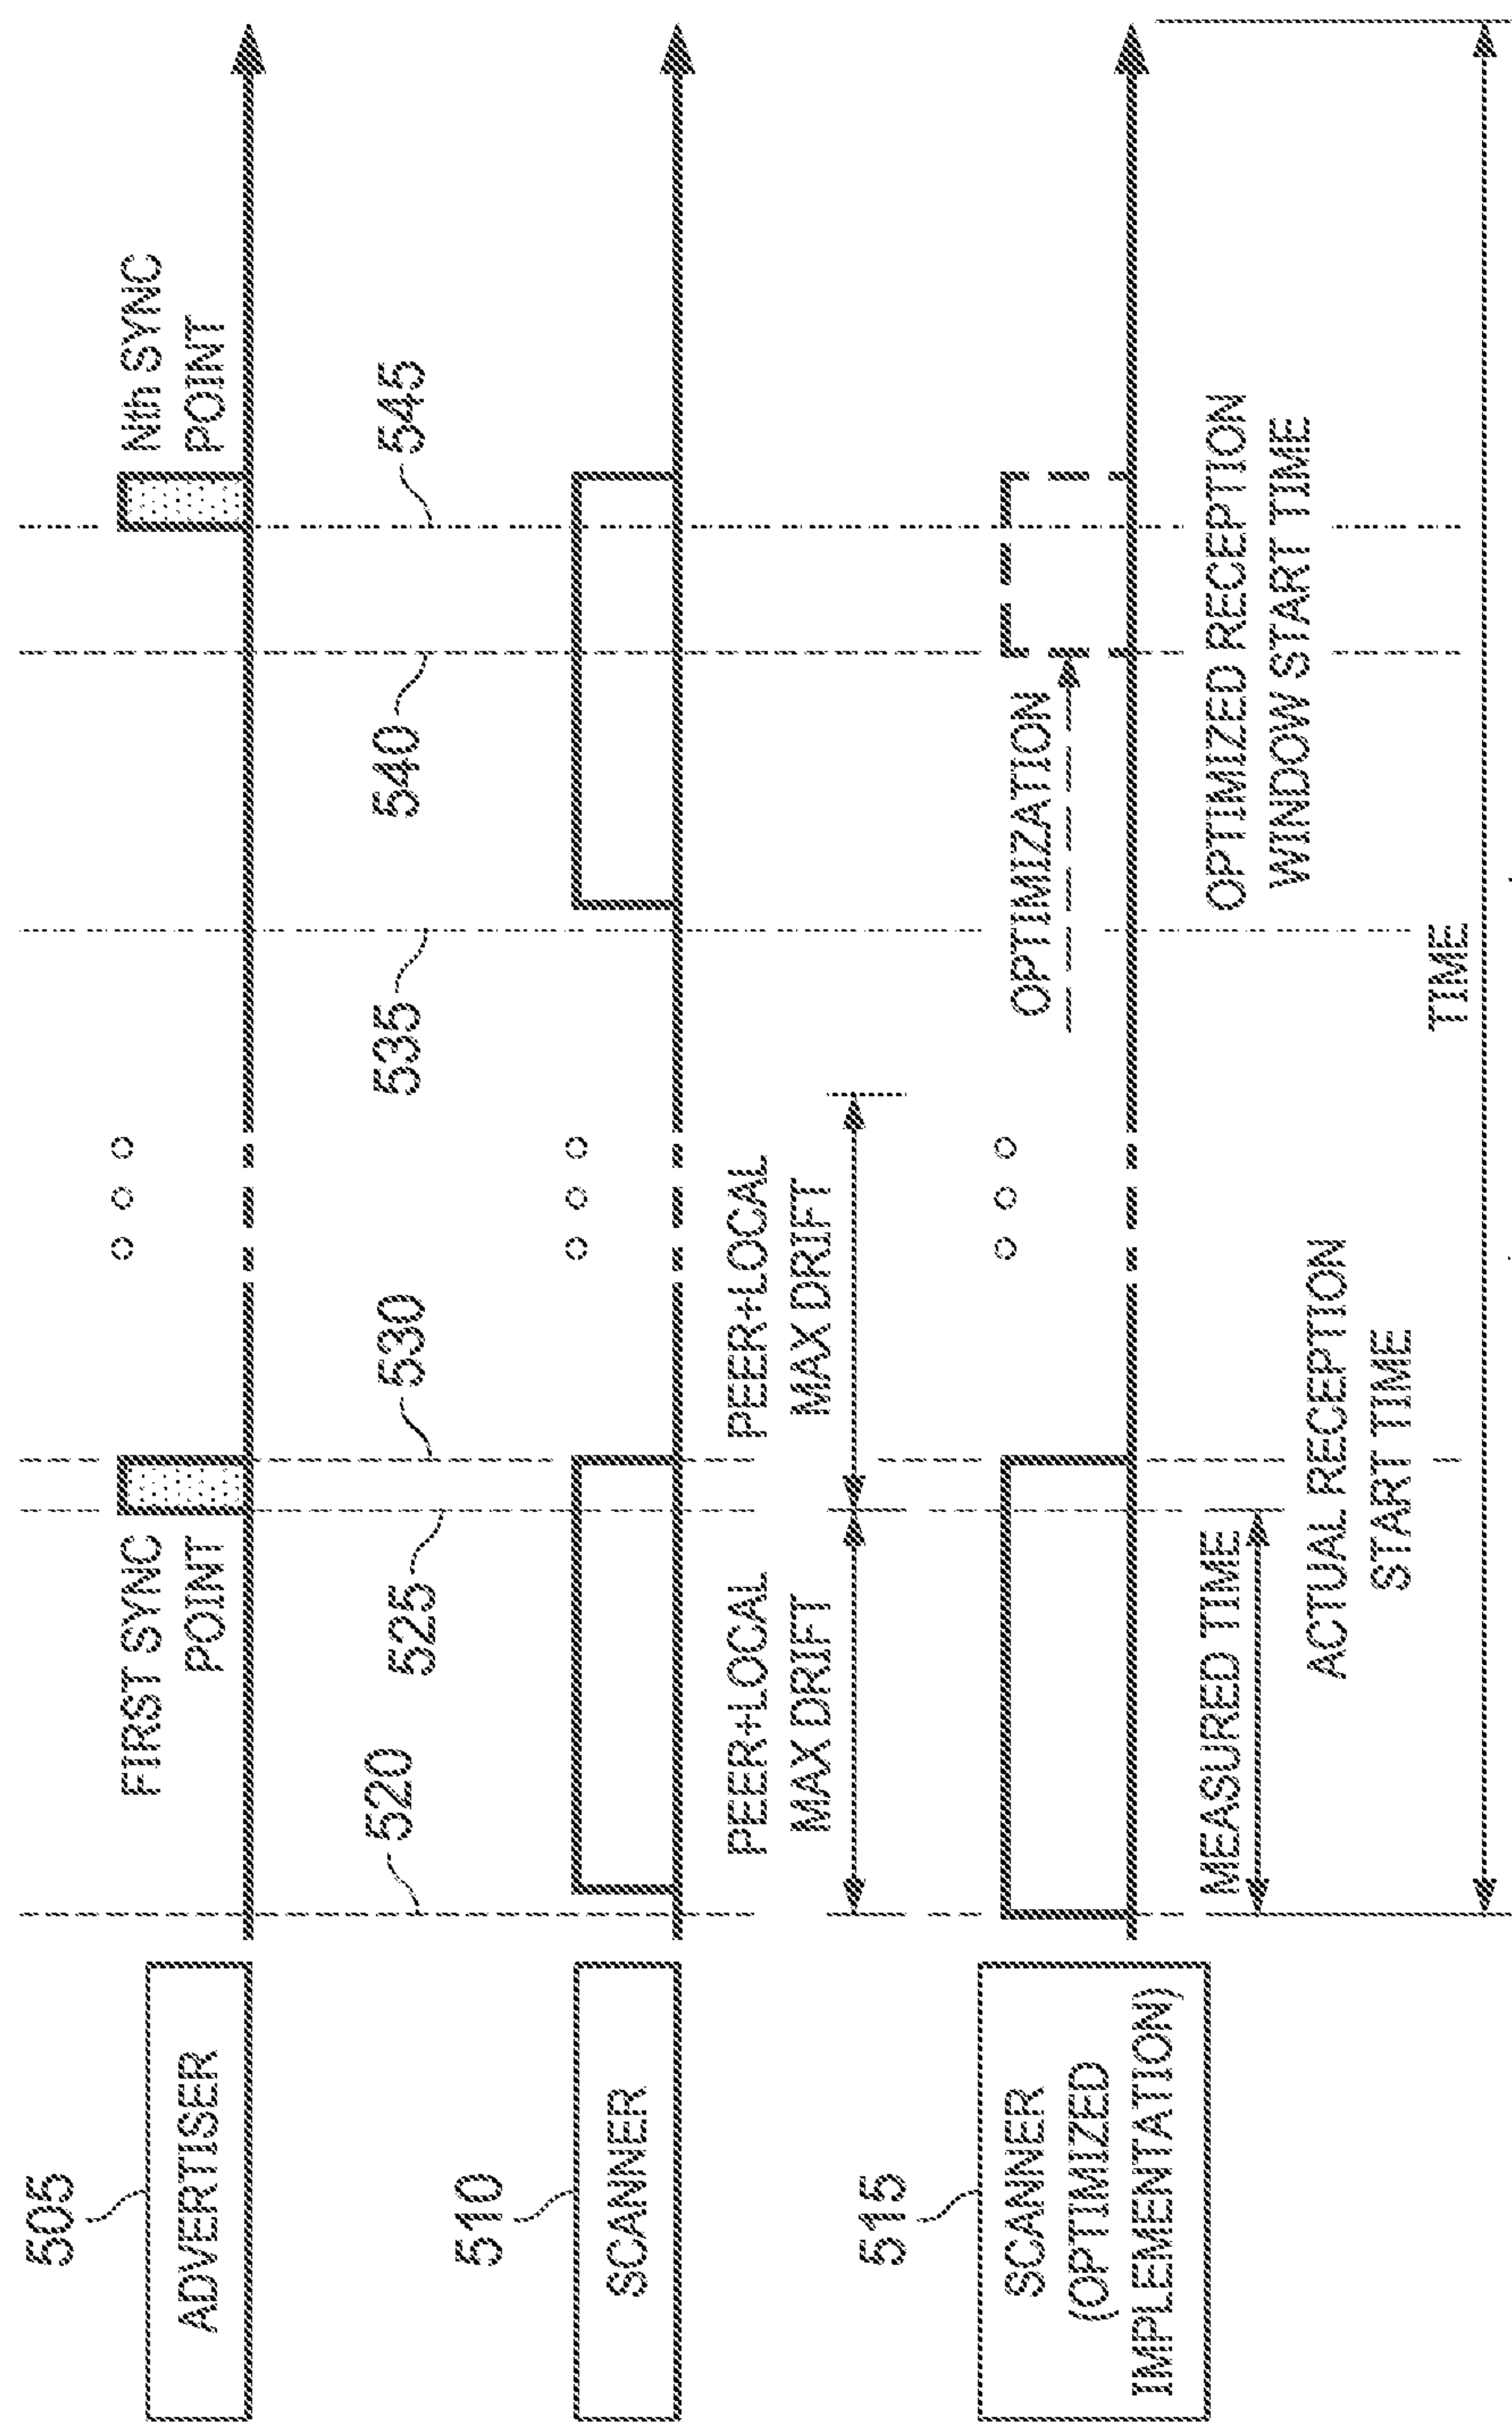 505
ADVERTISER
FIRST SYNC
POINT
Nth SYNC
POINT
520
525
530
535
540
545
510
SCANNER
PEER+LOCAL
MAX DRIFT
PEER+LOCAL
MAX DRIFT
515
SCANNER
(OPTIMIZED
IMPLEMENTATION)
OPTIMIZATION
MEASURED TIME
ACTUAL RECEPTION
START TIME
OPTIMIZED RECEPTION
WINDOW START TIME
TIME